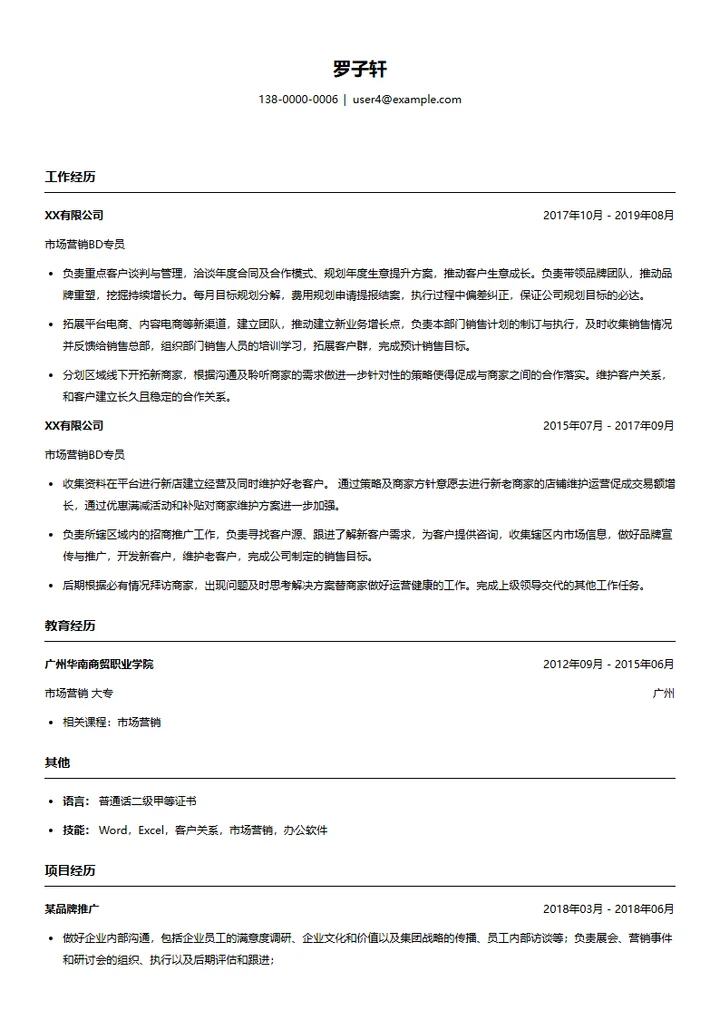 罗子轩
138-0000-0006 | user4@example.com
工作经历
XX有限公司 2017年10月 - 2019年08月
市场营销BD专员
• 负责重点客户谈判与管理，洽谈年度合同及合作模式、规划年度生意提升方案，推动客户生意成长。负责带领品牌团队，推动品
牌重塑，挖掘持续增长力。每月目标规划分解，费用规划申请提报结案，执行过程中偏差纠正，保证公司规划目标的必达。
• 拓展平台电商、内容电商等新渠道，建立团队，推动建立新业务增长点，负责本部门销售计划的制订与执行，及时收集销售情况
并反馈给销售总部，组织部门销售人员的培训学习，拓展客户群，完成预计销售目标。
• 分划区域线下开拓新商家，根据沟通及聆听商家的需求做进一步针对性的策略使得促成与商家之间的合作落实。维护客户关系，
和客户建立长久且稳定的合作关系。
XX有限公司 2015年07月 - 2017年09月
市场营销BD专员
• 收集资料在平台进行新店建立经营及同时维护好老客户。 通过策略及商家方针意愿去进行新老商家的店铺维护运营促成交易额增
长，通过优惠满减活动和补贴对商家维护方案进一步加强。
• 负责所辖区域内的招商推广工作，负责寻找客户源、跟进了解新客户需求，为客户提供咨询，收集辖区内市场信息，做好品牌宣
传与推广，开发新客户，维护老客户，完成公司制定的销售目标。
• 后期根据必有情况拜访商家，出现问题及时思考解决方案替商家做好运营健康的工作。完成上级领导交代的其他工作任务。
教育经历
广州华南商贸职业学院 2012年09月 - 2015年06月
市场营销 大专 广州
• 相关课程：市场营销
其他
• 语言： 普通话二级甲等证书
• 技能： Word，Excel，客户关系，市场营销，办公软件
项目经历
某品牌推广 2018年03月 - 2018年06月
• 做好企业内部沟通，包括企业员工的满意度调研、企业文化和价值以及集团战略的传播、员工内部访谈等；负责展会、营销事件
和研讨会的组织、执行以及后期评估和跟进；